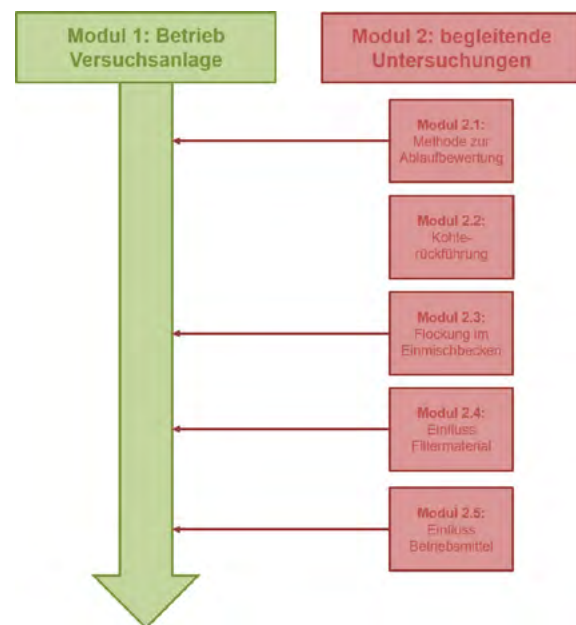 Modul 1: Betrieb
Versuchsanlage
Modul 2: begleitende
Untersuchungen
Modul 2.1:
Methode zur
Ablaufbewertung
Modul 2.2:
Kohle-
rückführung
Modul 2.3:
Flockung im
Einmischbecken
Modul 2.4:
Einfluss
Filtermaterial
Modul 2.5:
Einfluss
Betriebsmittel